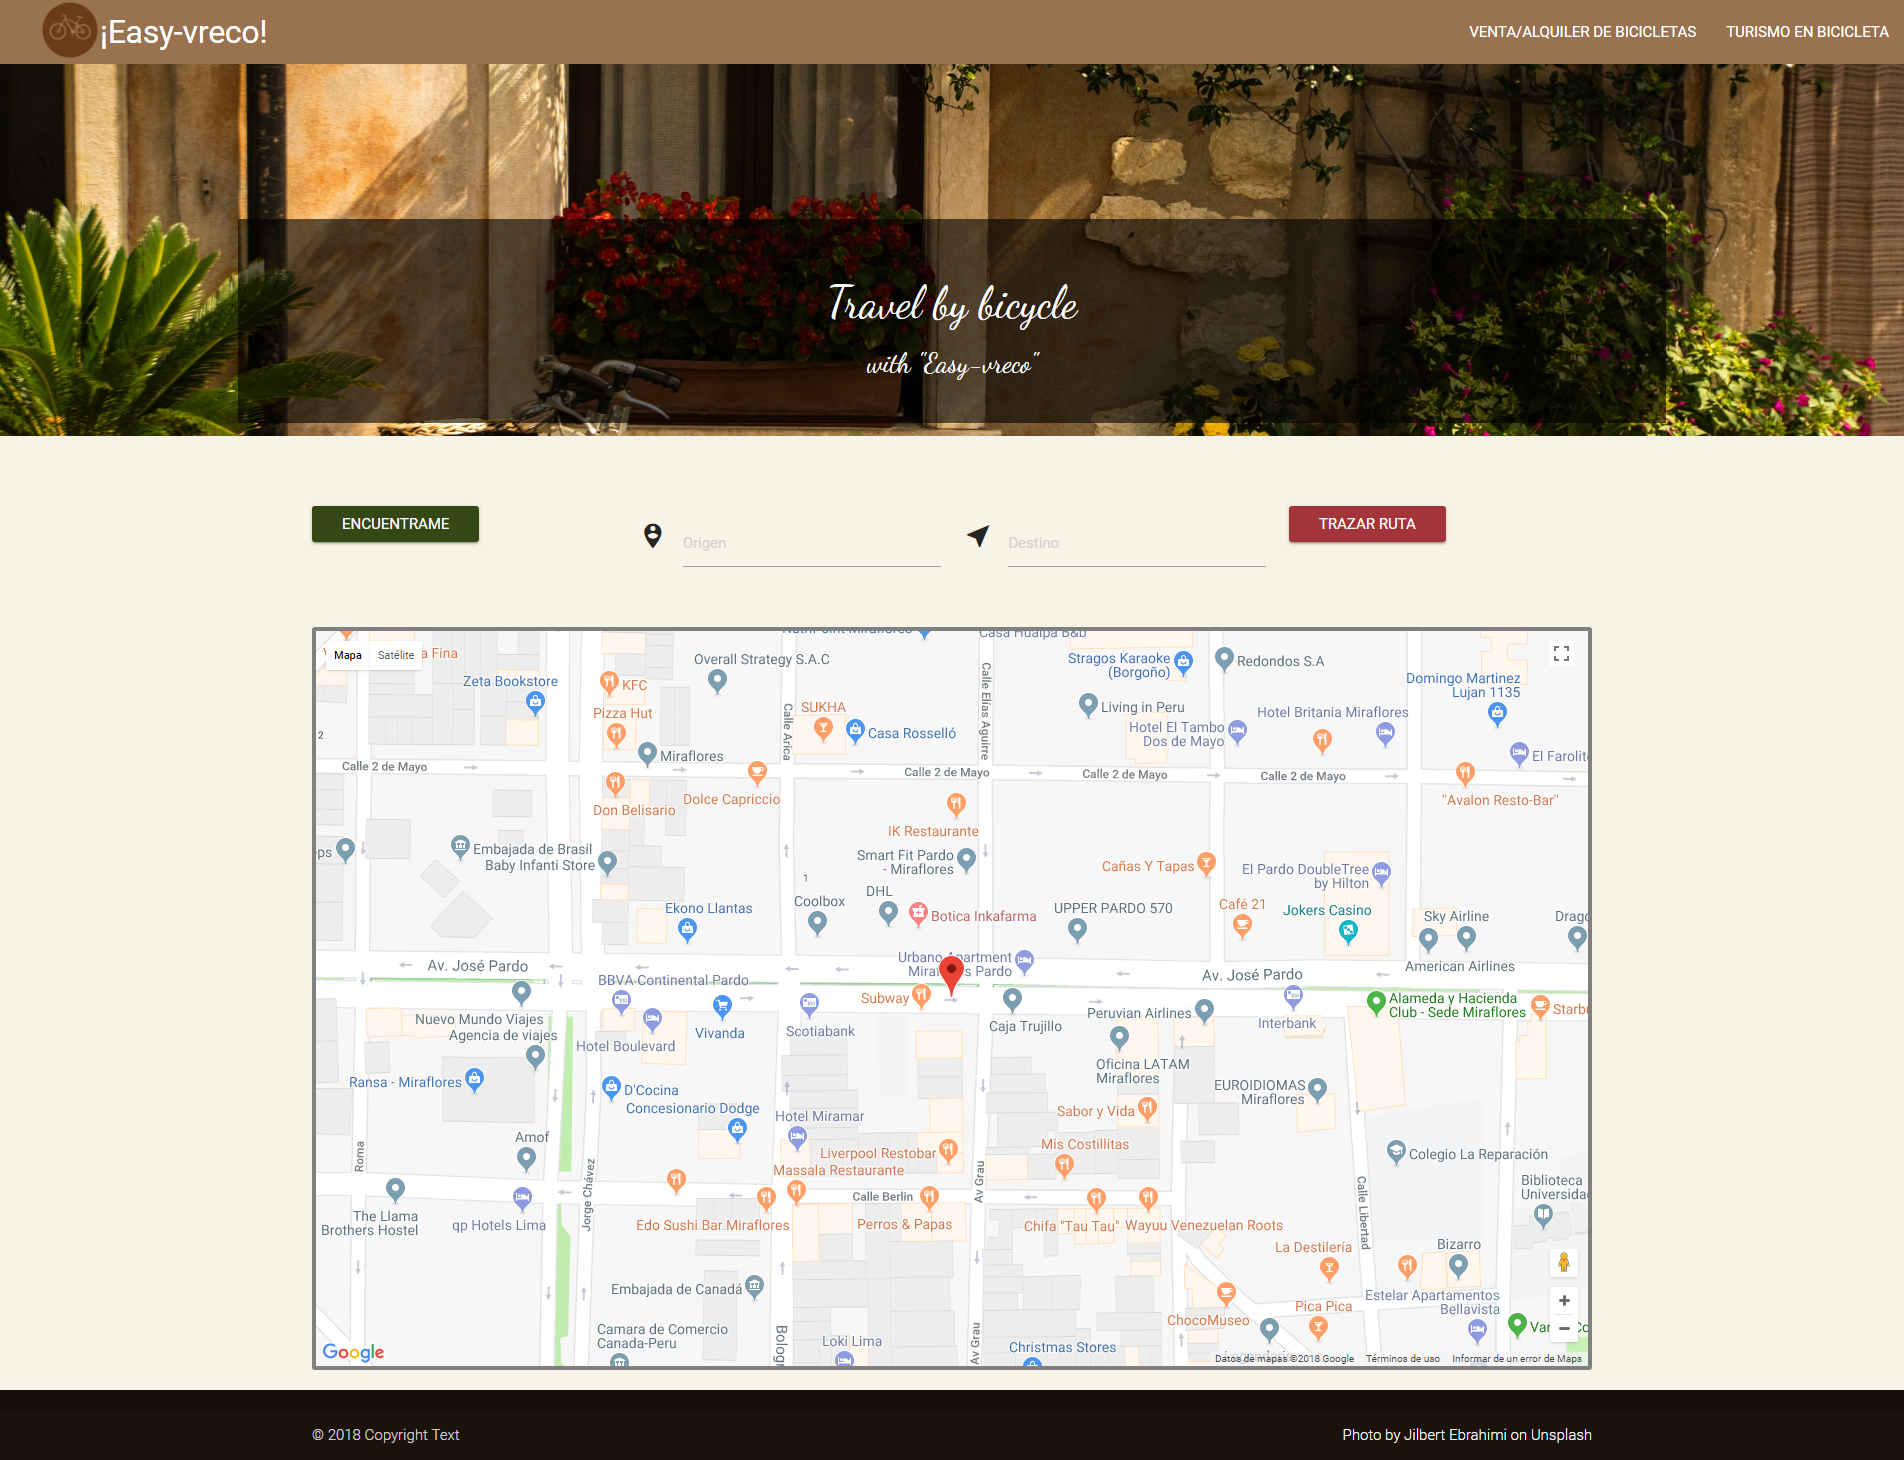 ¡Easy-vreco!
VENTA/ALQUILER DE BICICLETAS
TURISMO EN BICICLETA
Travel by bicycle
with "Easy-vreco"
ENCUENTRAME
Origen
Destino
TRAZAR RUTA
Mapa
Satélite
a Fina
Casa Hualpa B&b
Overall Strategy S.A.C
Stragos Karaoke
(Borgoño)
Redondos S.A
Zeta Bookstore
KFC
Domingo Martinez
Lujan 1135
Pizza Hut
SUKHA
Living in Peru
Hotel Britania Miraflores
Calle Arica
Calle Elías Aguirre
Casa Rosselló
Hotel El Tambo
Dos de Mayo
2
Miraflores
El Farolit
Calle 2 de Mayo
Calle 2 de Mayo
Calle 2 de Mayo
Calle 2 de Mayo
Don Belisario
Dolce Capriccio
"Avalon Resto-Bar"
IK Restaurante
ps
Embajada de Brasil
Baby Infanti Store
Smart Fit Pardo
- Miraflores
Cañas Y Tapas
El Pardo DoubleTree
by Hilton
1
DHL
Coolbox
Ekono Llantas
Botica Inkafarma
UPPER PARDO 570
Café 21
Jokers Casino
Sky Airline
Drago
Av. José Pardo
Urbano Apartment
Miraflores Pardo
American Airlines
Av. José Pardo
BBVA Continental Pardo
Subway
Alameda y Hacienda
Club - Sede Miraflores
Starbu
Nuevo Mundo Viajes
Agencia de viajes
Vivanda
Scotiabank
Caja Trujillo
Peruvian Airlines
Interbank
Hotel Boulevard
Oficina LATAM
Miraflores
Ransa - Miraflores
D'Cocina
EUROIDIOMAS
Miraflores
Concesionario Dodge
Hotel Miramar
Sabor y Vida
Amof
Liverpool Restobar
Mis Costillitas
Colegio La Reparación
Roma
Massala Restaurante
Jorge Chávez
Calle Berlin
Av Grau
Calle Libertad
Biblioteca
Universidad
The Llama
Brothers Hostel
qp Hotels Lima
Edo Sushi Bar Miraflores
Perros & Papas
Chifa "Tau Tau"
Wayuu Venezuelan Roots
La Destilería
Bizarro
Embajada de Canadá
Estelar Apartamentos
Bellavista
Pica Pica
ChocoMuseo
Camara de Comercio
Canada-Peru
Bologn
Loki Lima
Av Grau
Christmas Stores
Google
Datos de mapas ©2018 Google
Términos de uso
Informar de un error de Maps
© 2018 Copyright Text
Photo by Jilbert Ebrahimi on Unsplash